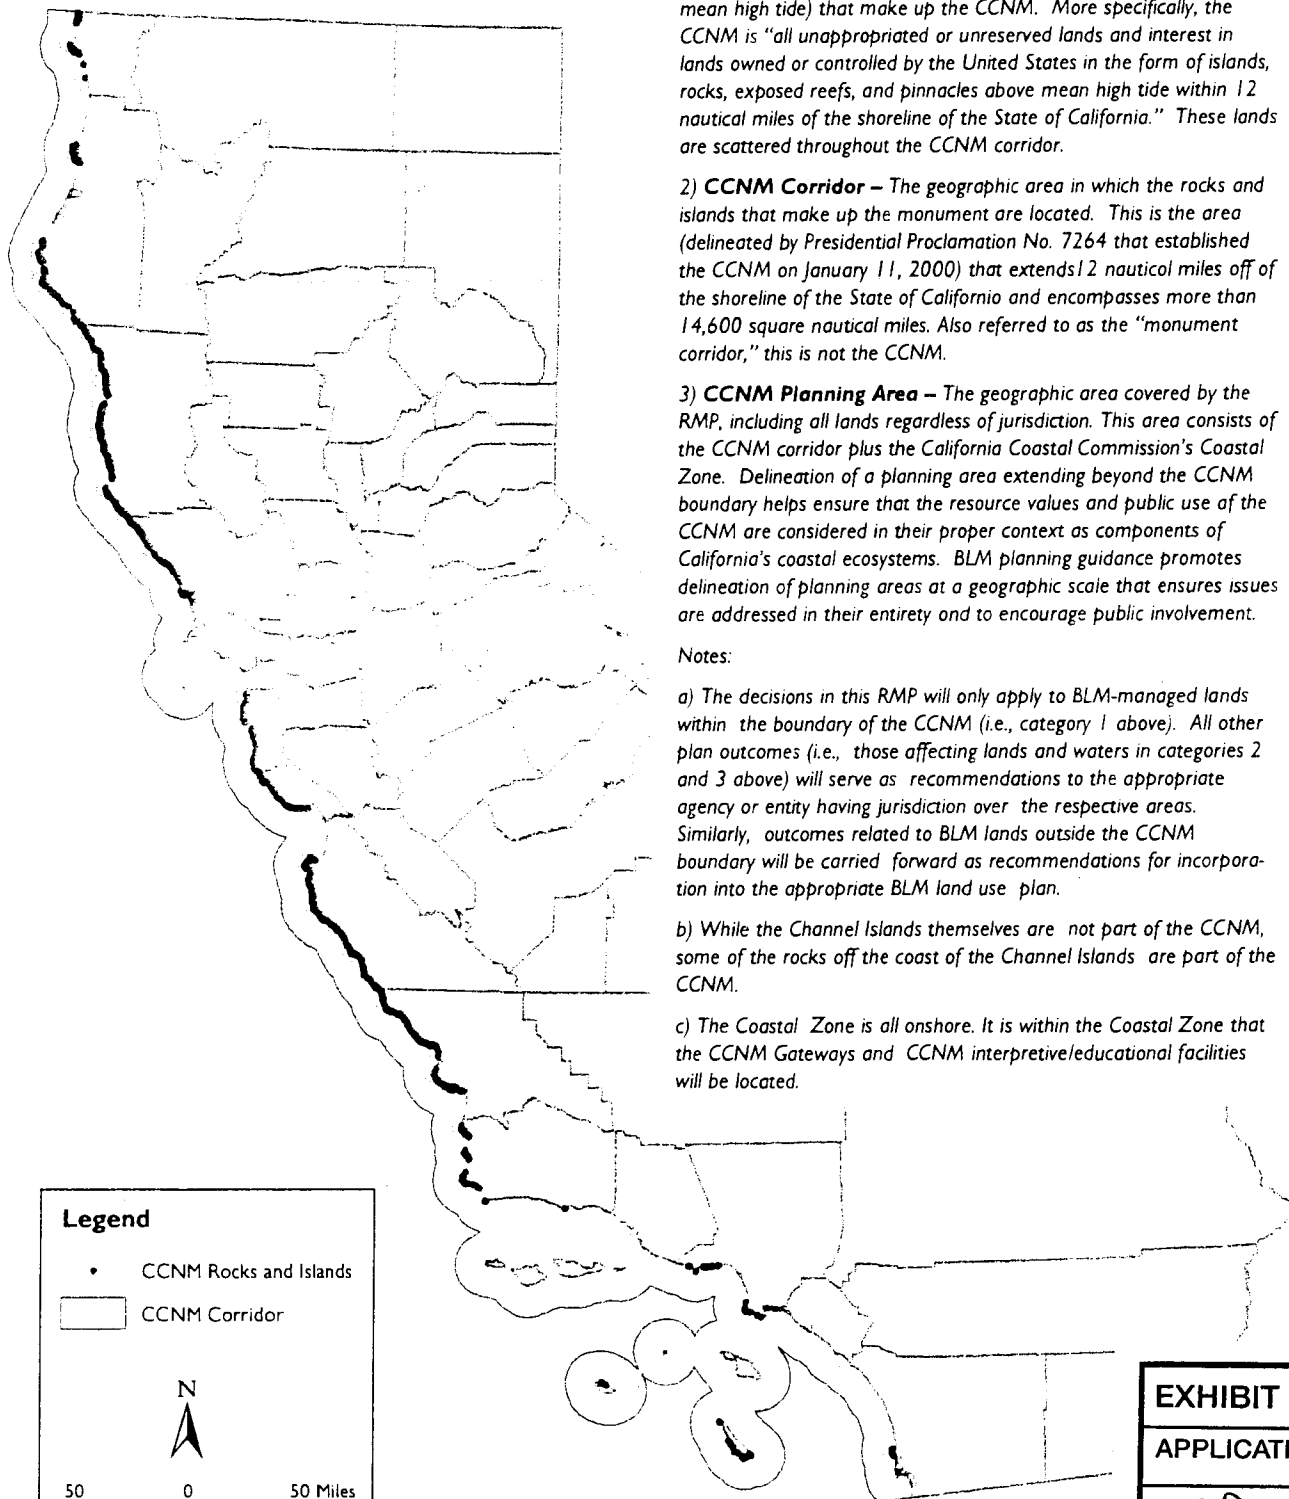 mean high tide) that make up the CCNM. More specifically, the
CCNM is “all unappropriated or unreserved lands and interest in
lands owned or controlled by the United States in the form of islands,
rocks, exposed reefs, and pinnacles above mean high tide within 12
nautical miles of the shoreline of the State of California.” These lands
are scattered throughout the CCNM corridor.
2) CCNM Corridor – The geographic area in which the rocks and
islands that make up the monument are located. This is the area
(delineated by Presidential Proclamation No. 7264 that established
the CCNM on January 11, 2000) that extends12 nauticol miles off of
the shoreline of the State of Californio and encompasses more than
14,600 square nautical miles. Also referred to as the “monument
corridor,” this is not the CCNM.
3) CCNM Planning Area – The geographic area covered by the
RMP, including all lands regardless of jurisdiction. This area consists of
the CCNM corridor plus the California Coastal Commission's Coastal
Zone. Delineation of a planning area extending beyond the CCNM
boundary helps ensure that the resource values and public use of the
CCNM are considered in their proper context as components of
California's coastal ecosystems. BLM planning guidance promotes
delineation of planning areas at a geographic scale that ensures issues
are addressed in their entirety ond to encourage public involvement.
Notes:
a) The decisions in this RMP will only apply to BLM-managed lands
within the boundary of the CCNM (i.e., category 1 above). All other
plan outcomes (i.e., those affecting lands and waters in categories 2
and 3 above) will serve as recommendations to the appropriate
agency or entity having jurisdiction over the respective areas.
Similarly, outcomes related to BLM lands outside the CCNM
boundary will be carried forward as recommendations for incorpora-
tion into the appropriate BLM land use plan.
b) While the Channel Islands themselves are not part of the CCNM,
some of the rocks off the coast of the Channel Islands are part of the
CCNM.
c) The Coastal Zone is all onshore. It is within the Coastal Zone that
the CCNM Gateways and CCNM interpretive/educational facilities
will be located.
Legend
CCNM Rocks and Islands
CCNM Corridor
N
50 0 50 Miles
EXHIBIT
APPLICATI